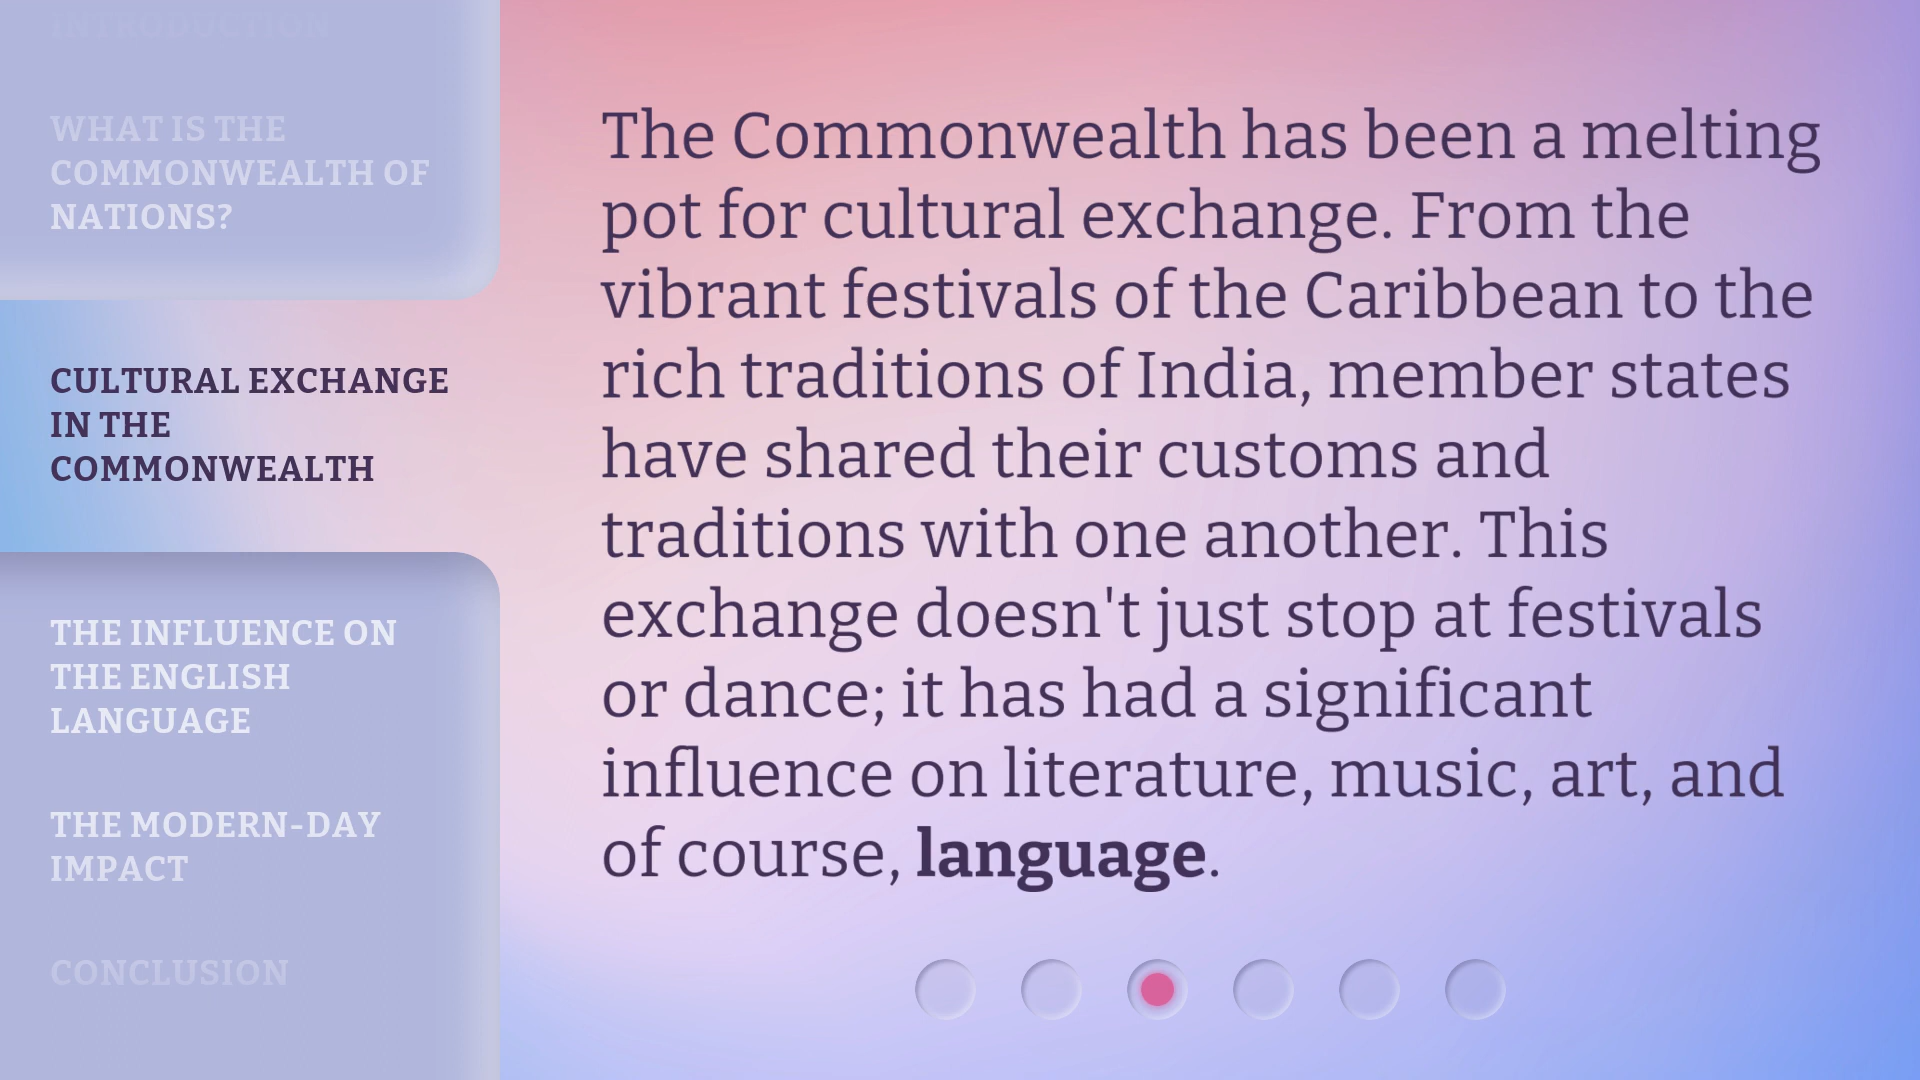 INTRODUCTION
WHAT IS THE
COMMONWEALTH OF
NATIONS?
CULTURAL EXCHANGE
IN THE
COMMONWEALTH
THE INFLUENCE ON
THE ENGLISH
LANGUAGE
THE MODERN-DAY
IMPACT
CONCLUSION
The Commonwealth has been a melting
pot for cultural exchange. From the
vibrant festivals of the Caribbean to the
rich traditions of India, member states
have shared their customs and
traditions with one another. This
exchange doesn't just stop at festivals
or dance; it has had a significant
influence on literature, music, art, and
of course, language.